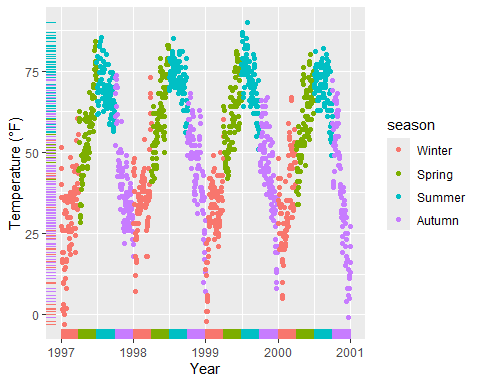 75
50
25
0
Temperature (°F)
1997 1998 1999 2000 2001
Year
season
Winter
Spring
Summer
Autumn